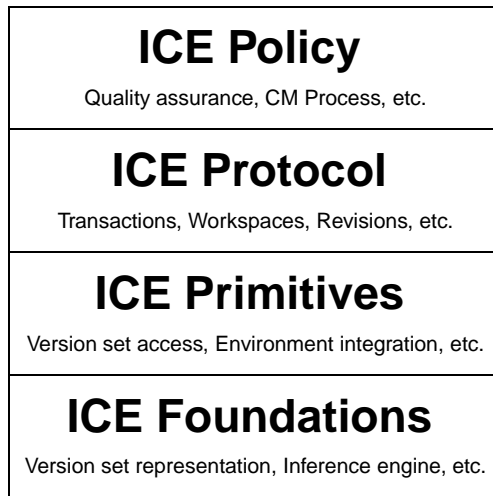 ICE Policy
Quality assurance, CM Process, etc.
ICE Protocol
Transactions, Workspaces, Revisions, etc.
ICE Primitives
Version set access, Environment integration, etc.
ICE Foundations
Version set representation, Inference engine, etc.